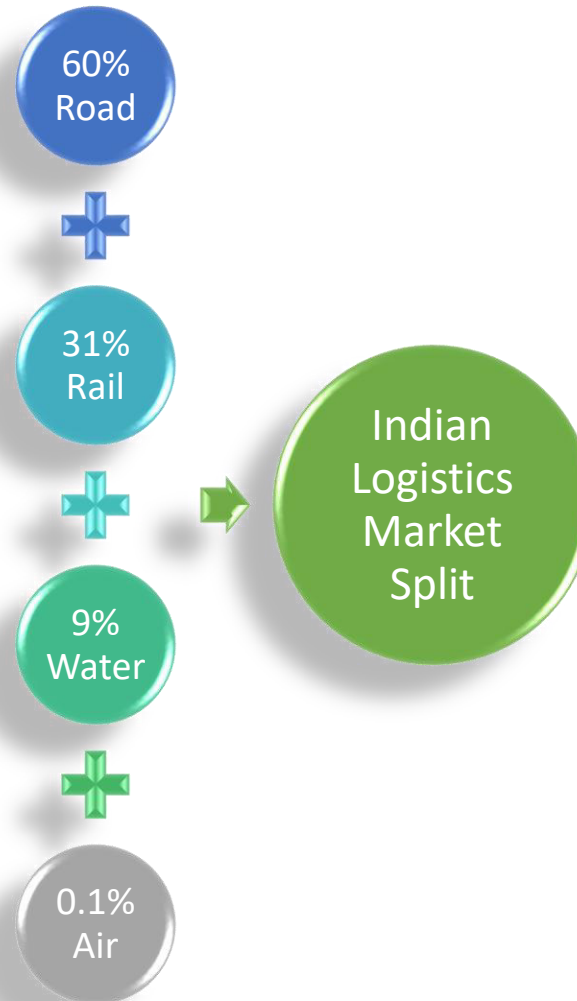 60%
Road
31%
Rail
9%
Water
0.1%
Air
Indian
Logistics
Market
Split